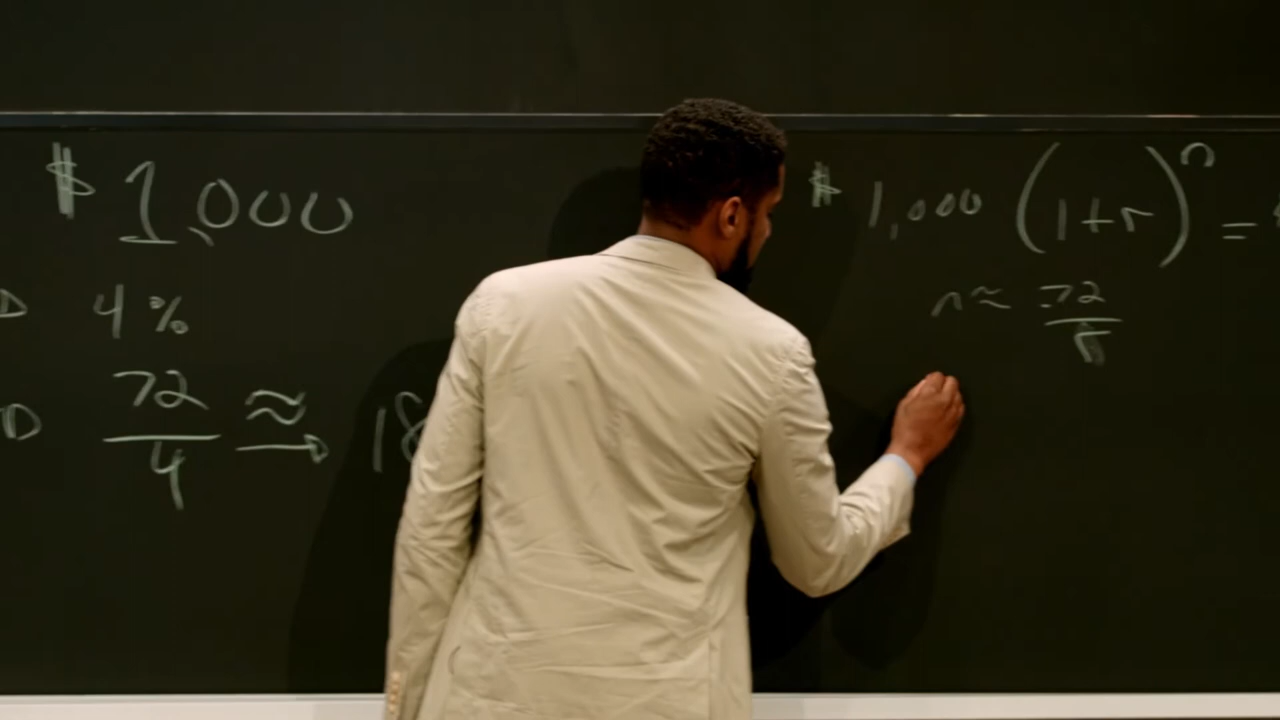 $ 1,000
D 4%
D 72/4 ≈→ 18
$ 1,000 (1+r)^n =
n ≈ 72/r